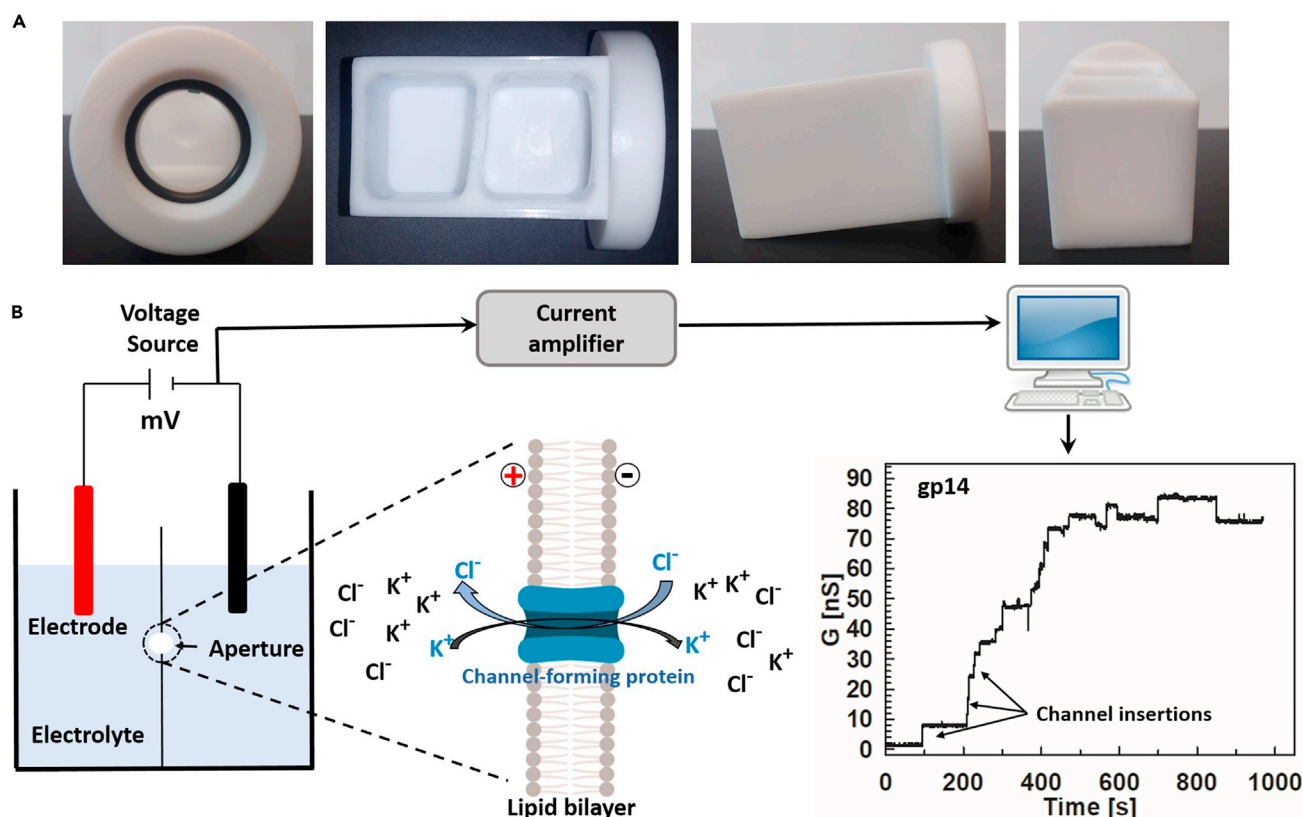 A
B
Voltage
Source
mV
Current
amplifier
Electrode
Aperture
Electrolyte
+
-
Cl⁻
K⁺
K⁺
Cl⁻
K⁺
Cl⁻
Cl⁻
K⁺
Cl⁻
K⁺
K⁺ K⁺
Cl⁻
Cl⁻
K⁺
Cl⁻
Channel-forming protein
Lipid bilayer
gp14
G [nS]
90
80
70
60
50
40
30
20
10
0
Channel insertions
0 200 400 600 800 1000
Time [s]